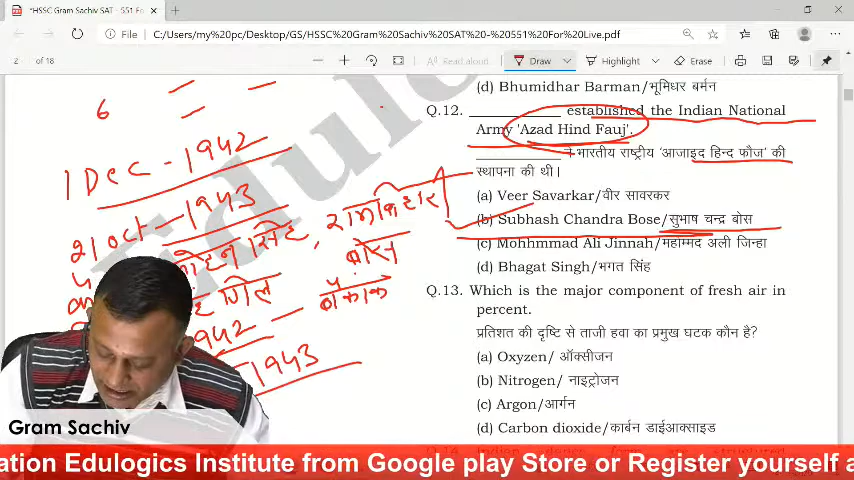 *HSSC Gram Sachiv SAT - 551 Fo
File
C:/Users/my%20pc/Desktop/GS/HSSC%20Gram%20Sachiv%20SAT%20-%20551%20For%20Live.pdf
2 of 18
Read aloud
Draw
Highlight
Erase
(d) Bhumidhar Barman/भूमिधर बर्मन
Q.12. __________ established the Indian National
Army 'Azad Hind Fauj'.
__________ ने भारतीय राष्ट्रीय 'आजाइद हिन्द फौज' की
स्थापना की थी।
(a) Veer Savarkar/वीर सावरकर
(b) Subhash Chandra Bose/सुभाष चन्द्र बोस
(c) Mohmmad Ali Jinnah/महाम्मद अली जिन्हा
(d) Bhagat Singh/भगत सिंह
Q.13. Which is the major component of fresh air in
percent.
प्रतिशत की दृष्टि से ताजी हवा का प्रमुख घटक कौन है?
(a) Oxyzen/ ऑक्सीजन
(b) Nitrogen/ नाइट्रोजन
(c) Argon/आर्गन
(d) Carbon dioxide/कार्बन डाईआक्साइड
6
1 Dec - 1942
21 oct - 1943
सिंह, रासबिहार
बोस
गिल
1942 - बैंकाक
1943
Gram Sachiv
ation Edulogics Institute from Google play Store or Register yourself a